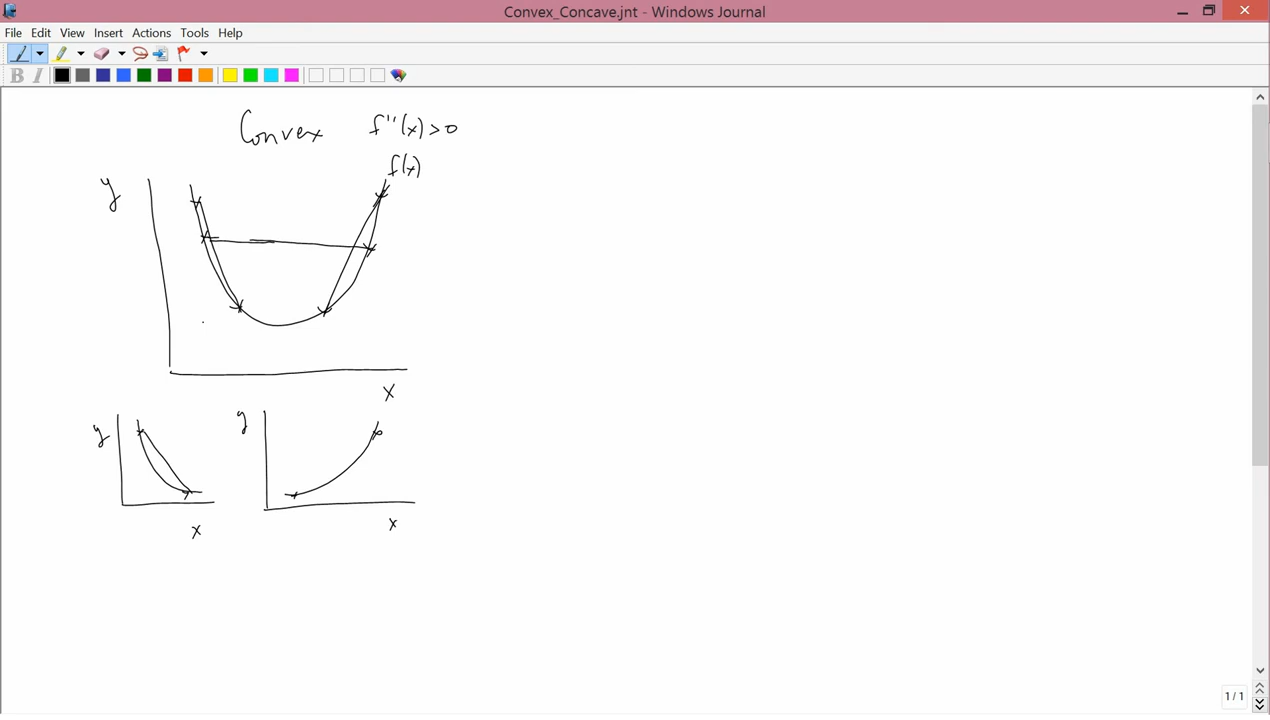 Convex_Concave.jnt - Windows Journal
File Edit View Insert Actions Tools Help
B I
Convex f''(x) > 0
f(x)
y
x
y
y
x
x
1 / 1